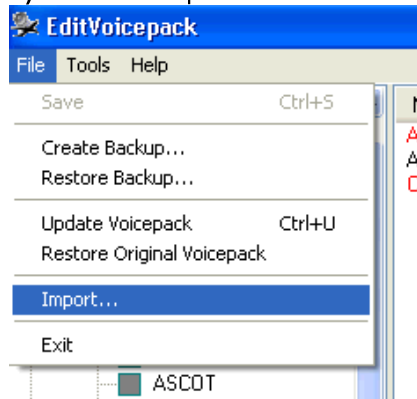 EditVoicepack
File Tools Help
Save Ctrl+S
Create Backup...
Restore Backup...
Update Voicepack Ctrl+U
Restore Original Voicepack
Import...
Exit
ASCOT